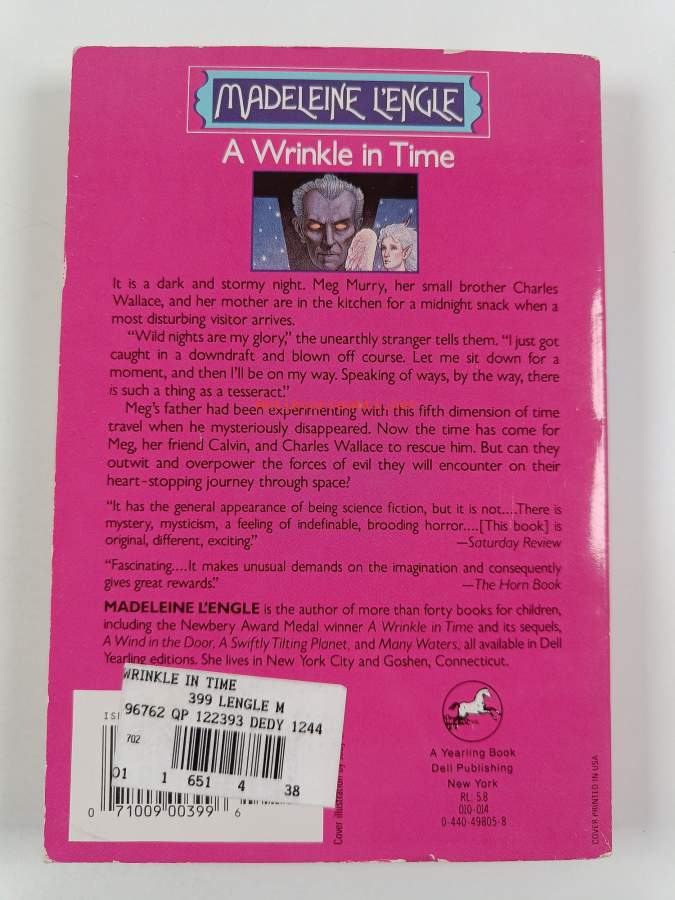 MADELEINE L'ENGLE
A Wrinkle in Time
It is a dark and stormy night. Meg Murry, her small brother Charles
Wallace, and her mother are in the kitchen for a midnight snack when a
most disturbing visitor arrives.
"Wild nights are my glory," the unearthly stranger tells them. "I just got
caught in a downdraft and blown off course. Let me sit down for a
moment, and then I'll be on my way. Speaking of ways, by the way, there
is such a thing as a tesseract."
Meg's father had been experimenting with this fifth dimension of time
travel when he mysteriously disappeared. Now the time has come for
Meg, her friend Calvin, and Charles Wallace to rescue him. But can they
outwit and overpower the forces of evil they will encounter on their
heart-stopping journey through space?
"It has the general appearance of being science fiction, but it is not....There is
mystery, mysticism, a feeling of indefinable, brooding horror....[This book] is
original, different, exciting."
—Saturday Review
"Fascinating....It makes unusual demands on the imagination and consequently
gives great rewards."
—The Horn Book
MADELEINE L'ENGLE is the author of more than forty books for children,
including the Newbery Award Medal winner A Wrinkle in Time and its sequels,
A Wind in the Door, A Swiftly Tilting Planet, and Many Waters, all available in Dell
Yearling editions. She lives in New York City and Goshen, Connecticut.
WRINKLE IN TIME
399 LENGLE M
96762 QP 122393 DEDY 1244
702
01 1 651 4 38
0 71009 00399 6
Cover illustration by
A Yearling Book
Dell Publishing
New York
RL: 5.8
010-014
0-440-49805-8
COVER PRINTED IN USA